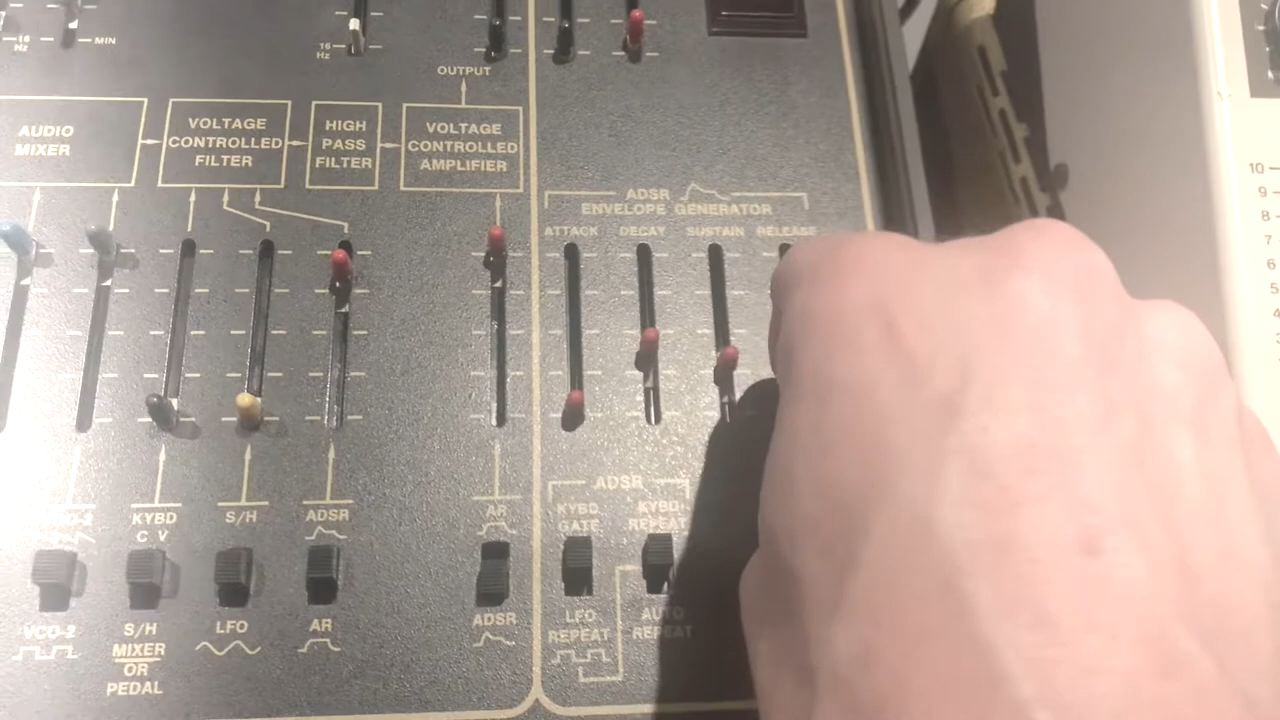 16
Hz
MIN
16
Hz
OUTPUT
AUDIO
MIXER
VOLTAGE
CONTROLLED
FILTER
HIGH
PASS
FILTER
VOLTAGE
CONTROLLED
AMPLIFIER
ADSR
ENVELOPE GENERATOR
ATTACK DECAY SUSTAIN RELEASE
10
9
8
7
6
5
4
3
KYBD
C V
S/H
ADSR
AR
ADSR
KYBD
GATE
KYBD
REPEAT
VCO-2
S/H
MIXER
OR
PEDAL
LFO
AR
ADSR
LFO
REPEAT
AUTO
REPEAT